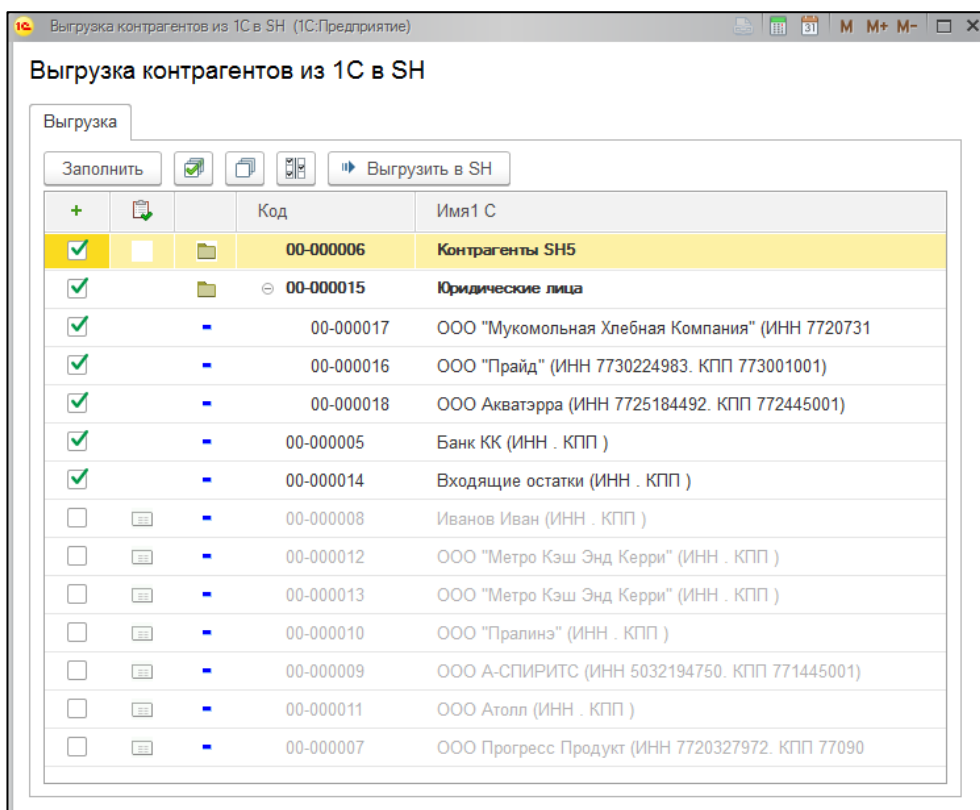 1С Выгрузка контрагентов из 1С в SH (1С:Предприятие) 31 M M+ M-
Выгрузка контрагентов из 1С в SH
Выгрузка
Заполнить Выгрузить в SH
+ Код Имя1 С
00-000006 Контрагенты SH5
00-000015 Юридические лица
00-000017 ООО "Мукомольная Хлебная Компания" (ИНН 7720731
00-000016 ООО "Прайд" (ИНН 7730224983. КПП 773001001)
00-000018 ООО Акватэрра (ИНН 7725184492. КПП 772445001)
00-000005 Банк КК (ИНН . КПП )
00-000014 Входящие остатки (ИНН . КПП )
00-000008 Иванов Иван (ИНН . КПП )
00-000012 ООО "Метро Кэш Энд Керри" (ИНН . КПП )
00-000013 ООО "Метро Кэш Энд Керри" (ИНН . КПП )
00-000010 ООО "Пралинэ" (ИНН . КПП )
00-000009 ООО А-СПИРИТС (ИНН 5032194750. КПП 771445001)
00-000011 ООО Атолл (ИНН . КПП )
00-000007 ООО Прогресс Продукт (ИНН 7720327972. КПП 77090